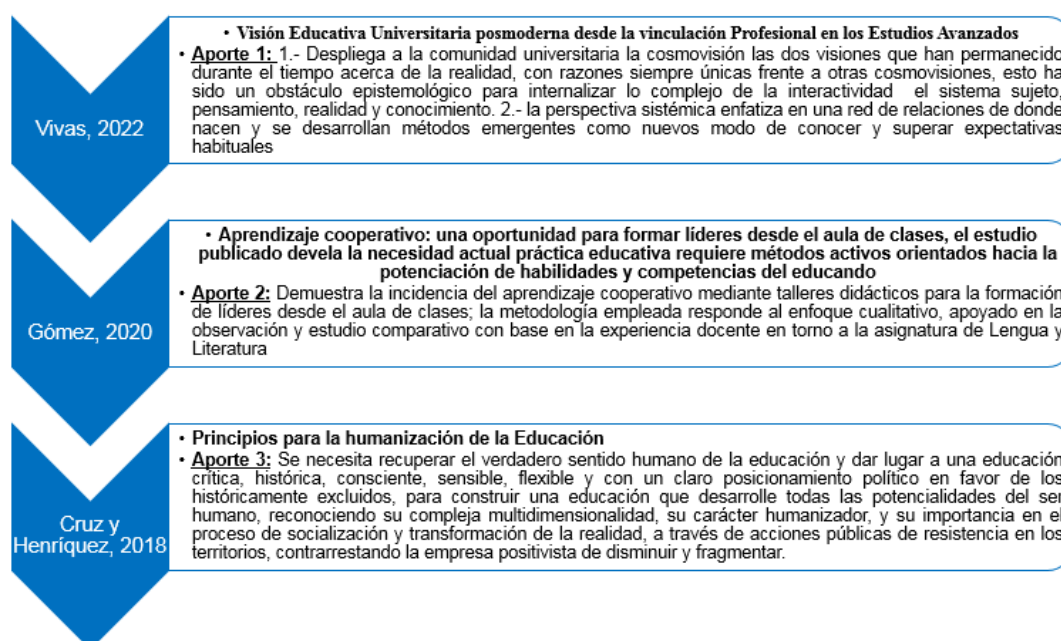 Vivas, 2022
• Visión Educativa Universitaria posmoderna desde la vinculación Profesional en los Estudios Avanzados
• Aporte 1: 1.- Despliega a la comunidad universitaria la cosmovisión las dos visiones que han permanecido
durante el tiempo acerca de la realidad, con razones siempre únicas frente a otras cosmovisiones, esto ha
sido un obstáculo epistemológico para internalizar lo complejo de la interactividad el sistema sujeto,
pensamiento, realidad y conocimiento. 2.- la perspectiva sistémica enfatiza en una red de relaciones de donde
nacen y se desarrollan métodos emergentes como nuevos modo de conocer y superar expectativas
habituales
Gómez, 2020
• Aprendizaje cooperativo: una oportunidad para formar líderes desde el aula de clases, el estudio
publicado devela la necesidad actual práctica educativa requiere métodos activos orientados hacia la
potenciación de habilidades y competencias del educando
• Aporte 2: Demuestra la incidencia del aprendizaje cooperativo mediante talleres didácticos para la formación
de líderes desde el aula de clases; la metodología empleada responde al enfoque cualitativo, apoyado en la
observación y estudio comparativo con base en la experiencia docente en torno a la asignatura de Lengua y
Literatura
Cruz y
Henríquez, 2018
• Principios para la humanización de la Educación
• Aporte 3: Se necesita recuperar el verdadero sentido humano de la educación y dar lugar a una educación
crítica, histórica, consciente, sensible, flexible y con un claro posicionamiento político en favor de los
históricamente excluidos, para construir una educación que desarrolle todas las potencialidades del ser
humano, reconociendo su compleja multidimensionalidad, su carácter humanizador, y su importancia en el
proceso de socialización y transformación de la realidad, a través de acciones públicas de resistencia en los
territorios, contrarrestando la empresa positivista de disminuir y fragmentar.